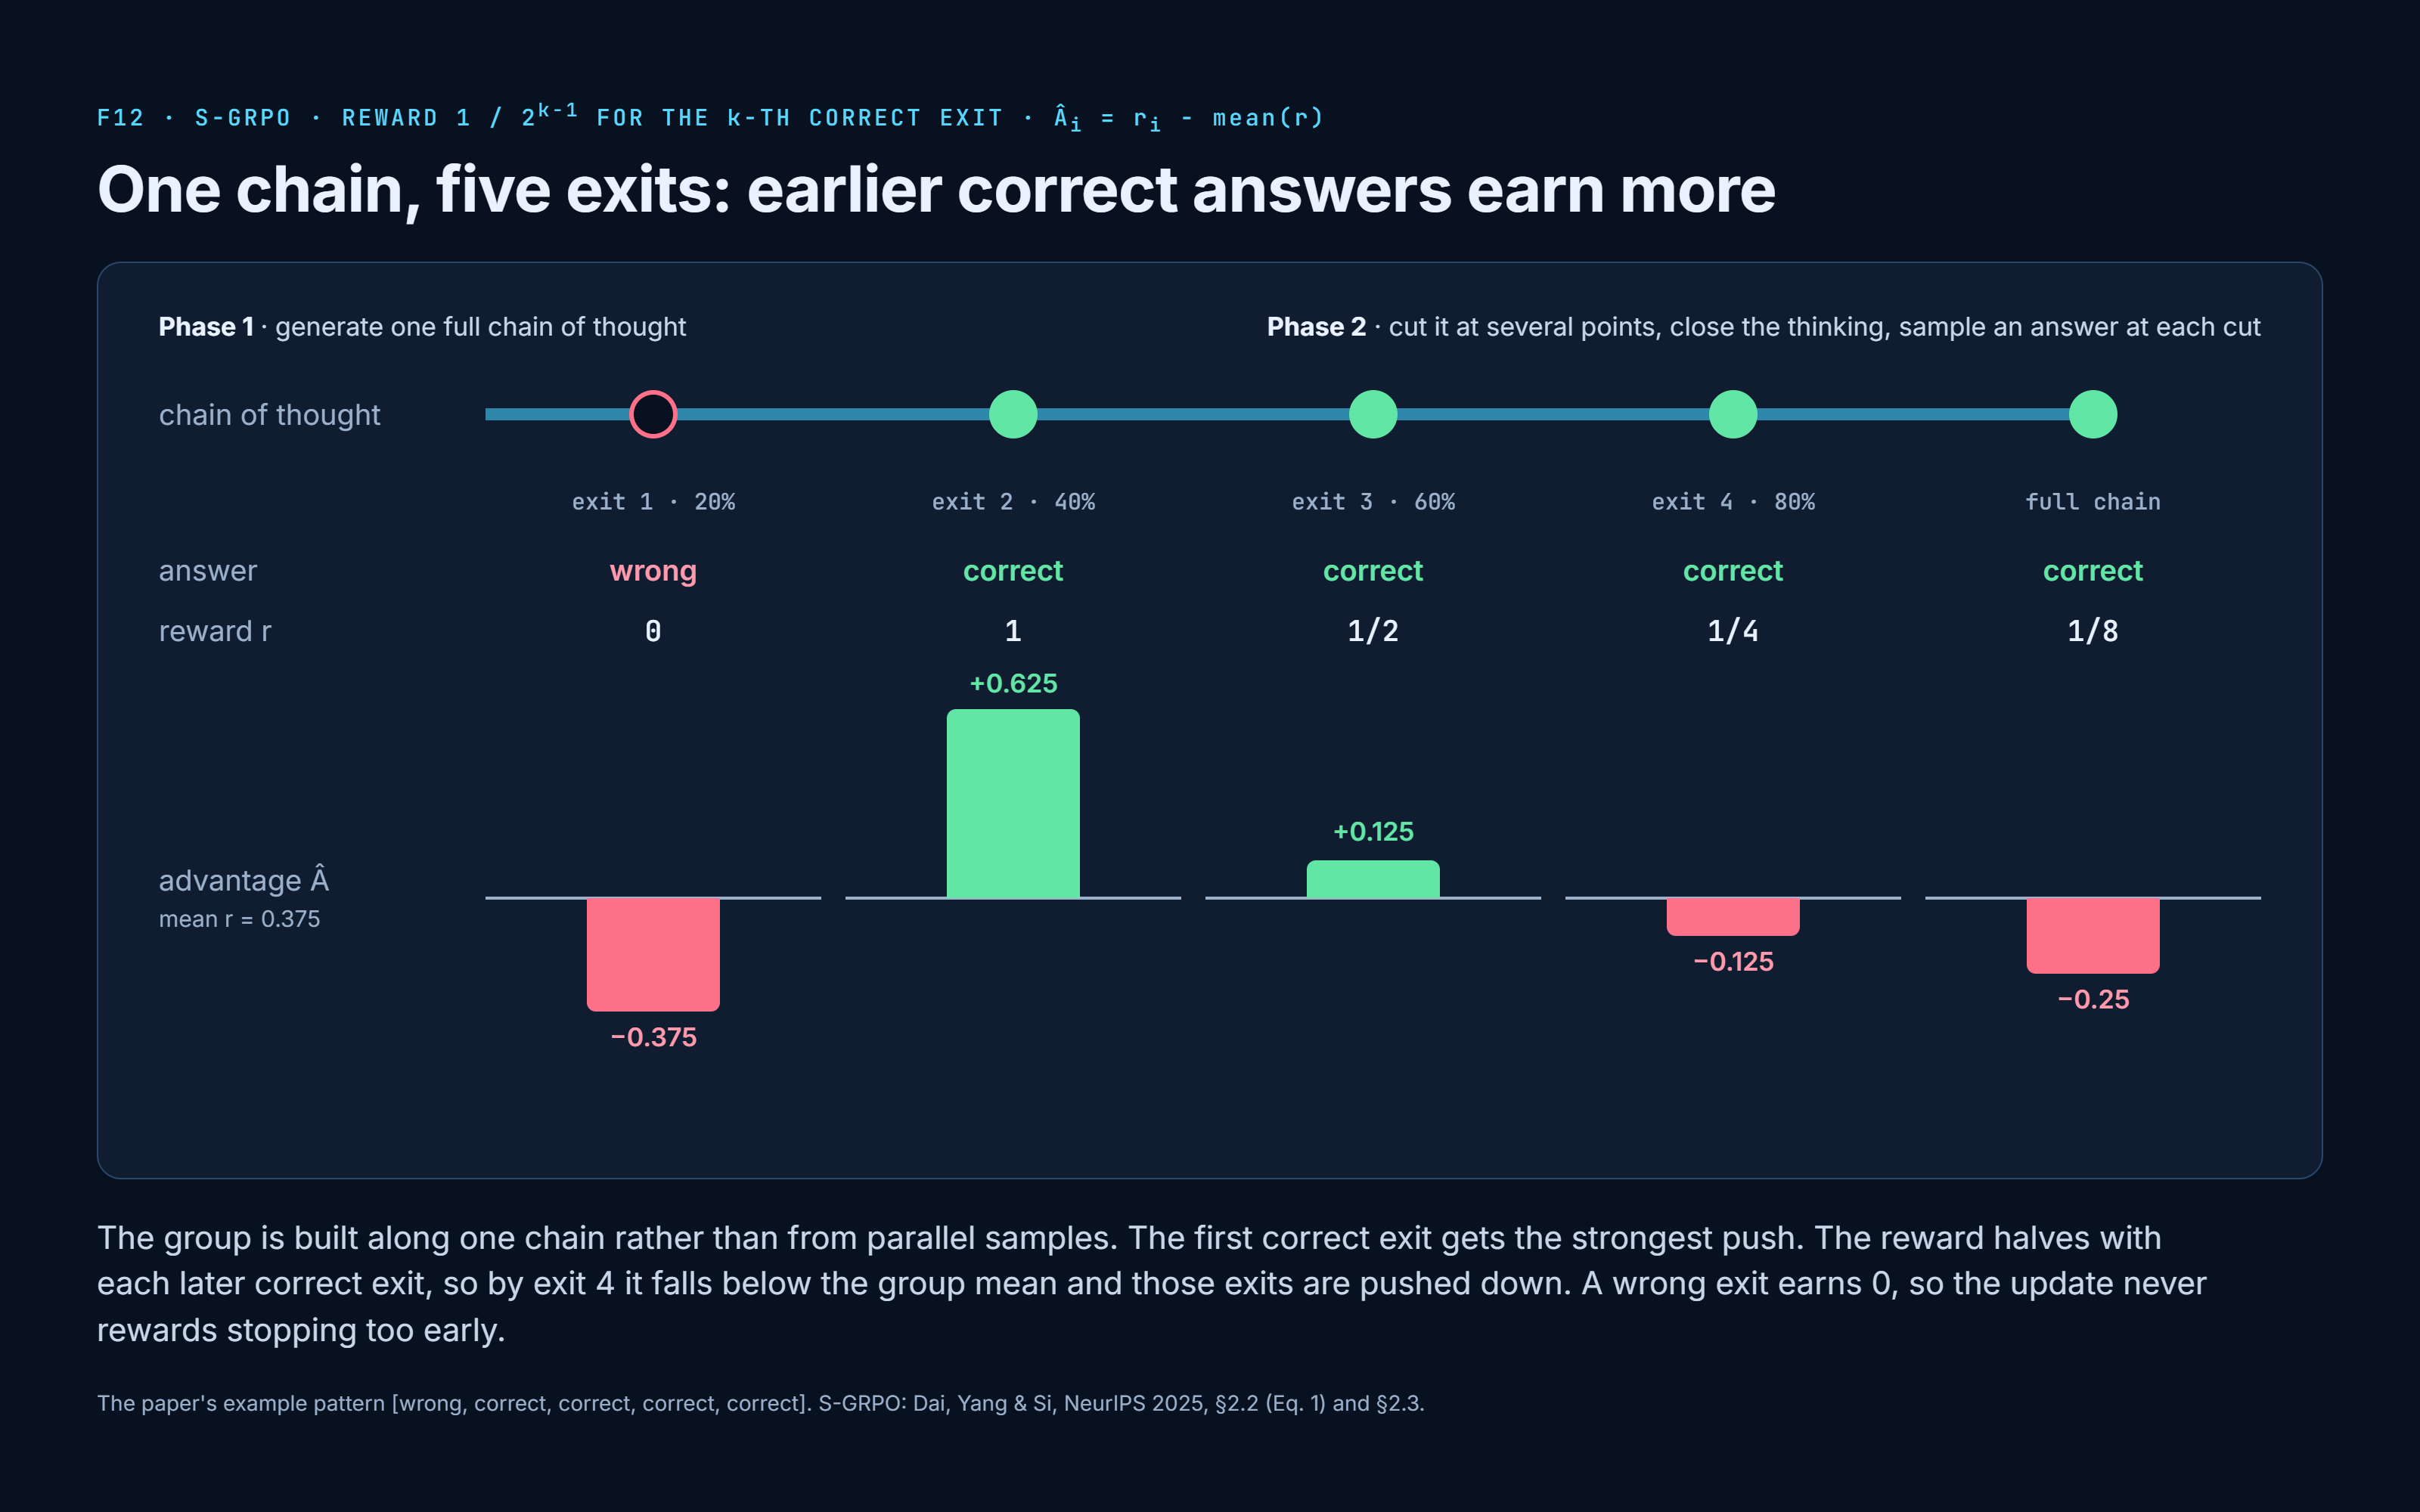 F12 · S-GRPO · REWARD 1 / 2^k-1 FOR THE k-TH CORRECT EXIT · Â_i = r_i - mean(r)
One chain, five exits: earlier correct answers earn more
Phase 1 · generate one full chain of thought
Phase 2 · cut it at several points, close the thinking, sample an answer at each cut
chain of thought
exit 1 · 20% exit 2 · 40% exit 3 · 60% exit 4 · 80% full chain
answer wrong correct correct correct correct
reward r 0 1 1/2 1/4 1/8
+0.625
+0.125
advantage Â
mean r = 0.375
−0.125
−0.25
−0.375
The group is built along one chain rather than from parallel samples. The first correct exit gets the strongest push. The reward halves with
each later correct exit, so by exit 4 it falls below the group mean and those exits are pushed down. A wrong exit earns 0, so the update never
rewards stopping too early.
The paper's example pattern [wrong, correct, correct, correct, correct]. S-GRPO: Dai, Yang & Si, NeurIPS 2025, §2.2 (Eq. 1) and §2.3.